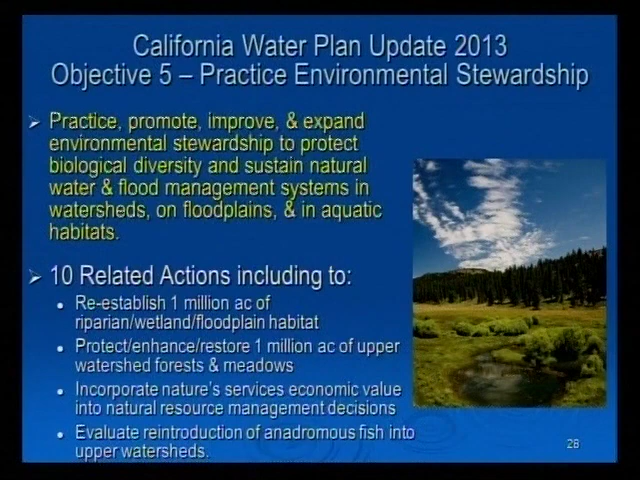 California Water Plan Update 2013
Objective 5 – Practice Environmental Stewardship
Practice, promote, improve, & expand
environmental stewardship to protect
biological diversity and sustain natural
water & flood management systems in
watersheds, on floodplains, & in aquatic
habitats.
10 Related Actions including to:
Re-establish 1 million ac of
riparian/wetland/floodplain habitat
Protect/enhance/restore 1 million ac of upper
watershed forests & meadows
Incorporate nature's services economic value
into natural resource management decisions
Evaluate reintroduction of anadromous fish into
upper watersheds.
28